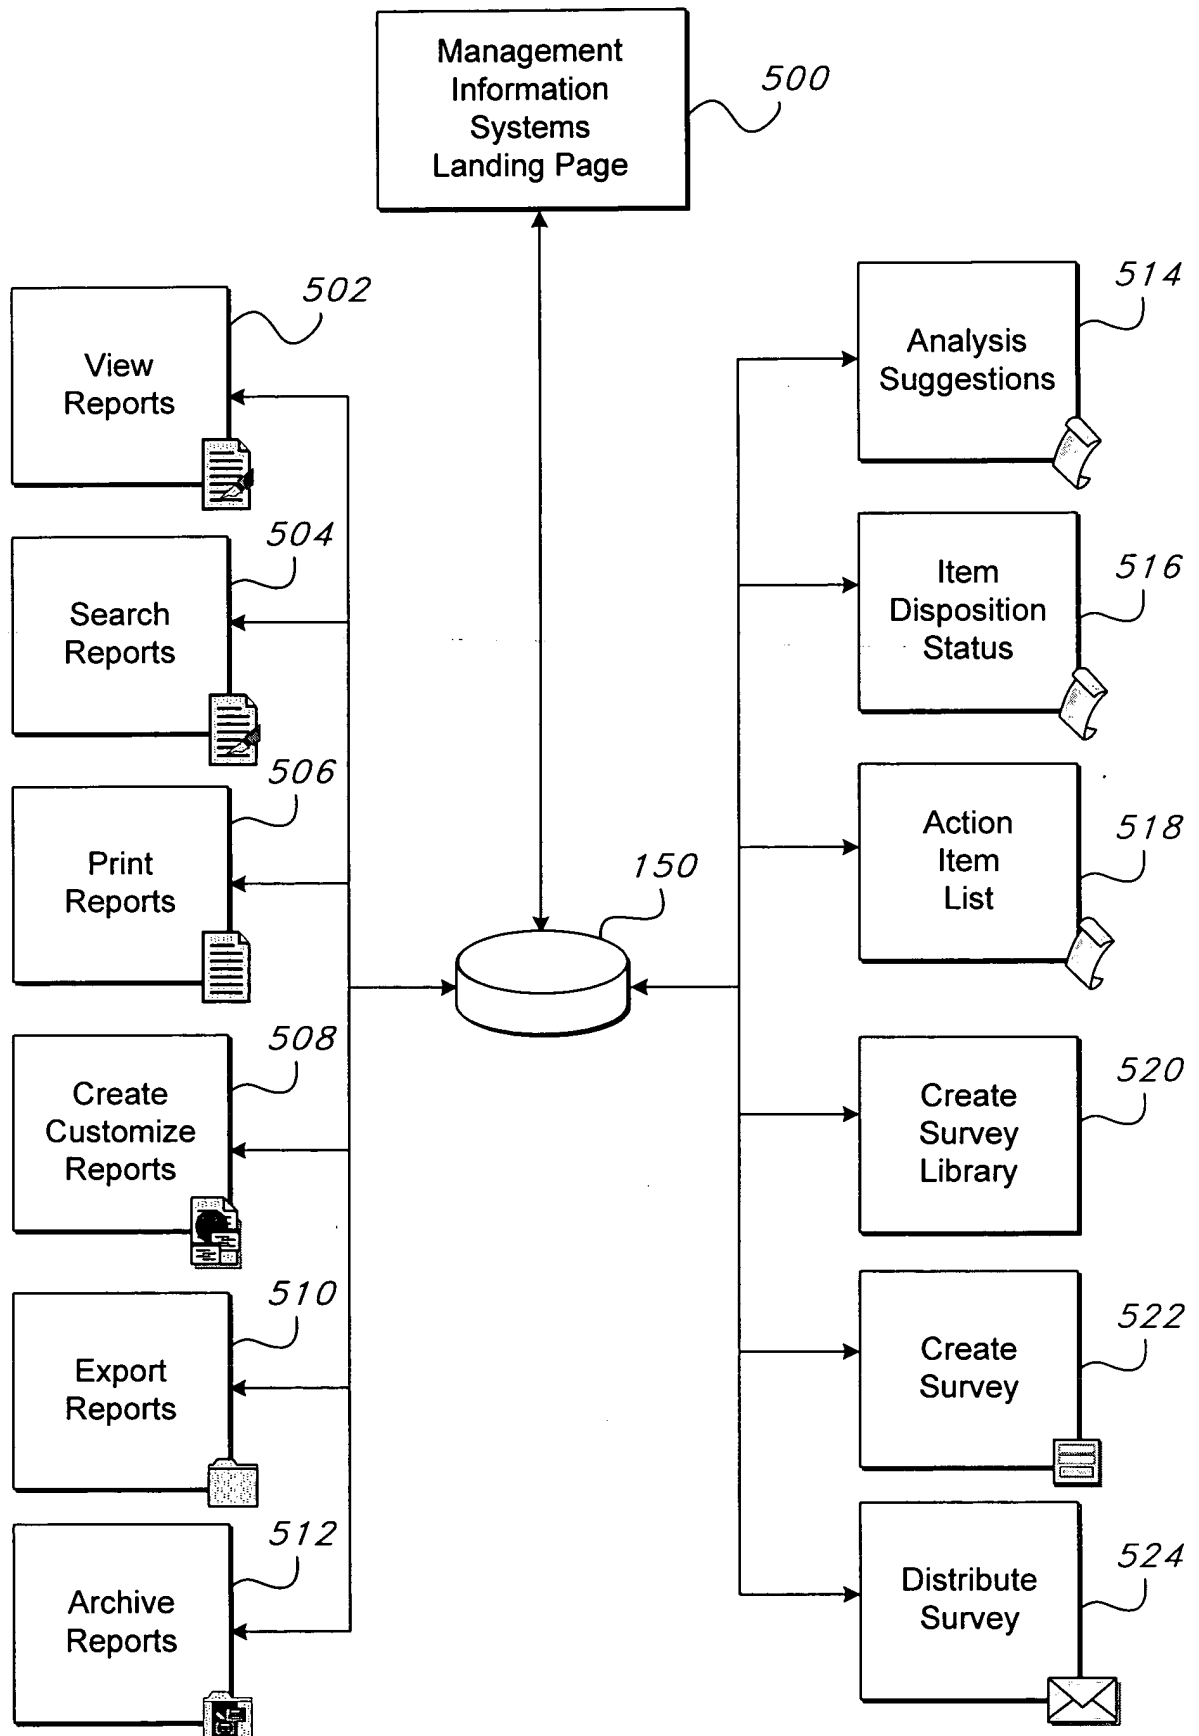 Management
Information
Systems
Landing Page
500
502
View
Reports
504
Search
Reports
506
Print
Reports
508
Create
Customize
Reports
510
Export
Reports
512
Archive
Reports
150
514
Analysis
Suggestions
516
Item
Disposition
Status
518
Action
Item
List
520
Create
Survey
Library
522
Create
Survey
524
Distribute
Survey